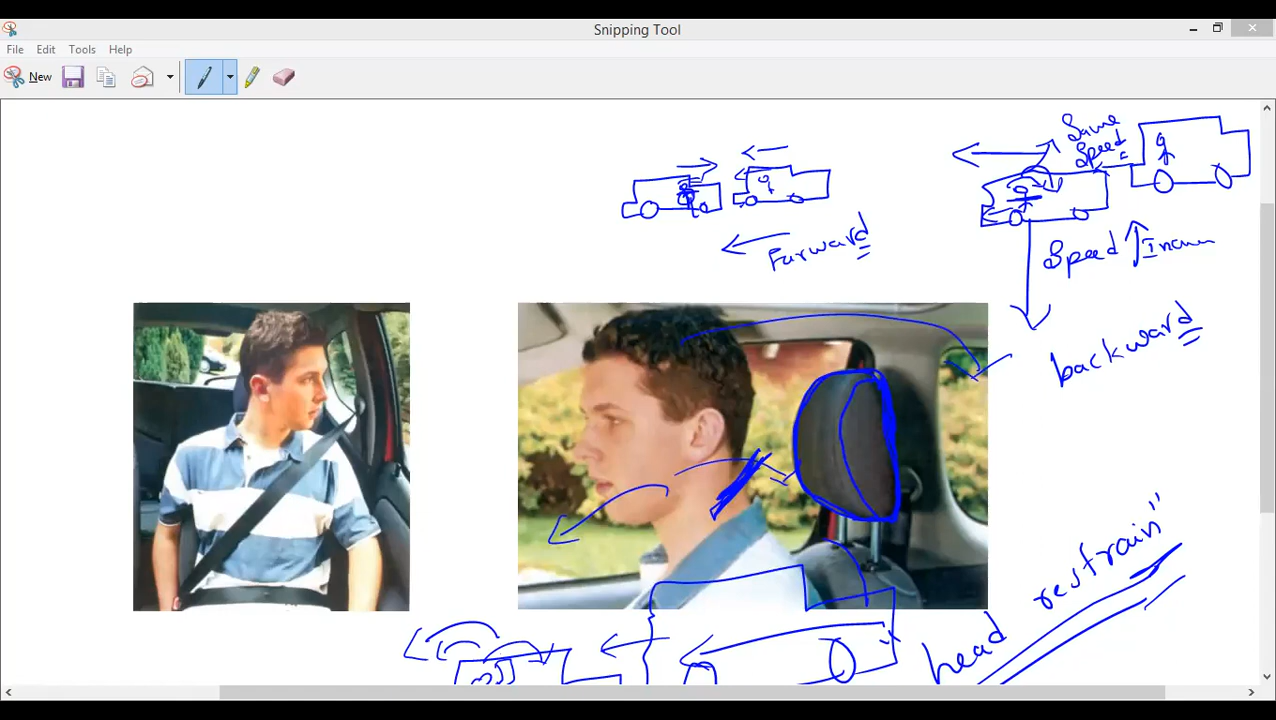 Snipping Tool
File Edit Tools Help
New
Same
Speed
Forward
Speed
backward
head restrain"